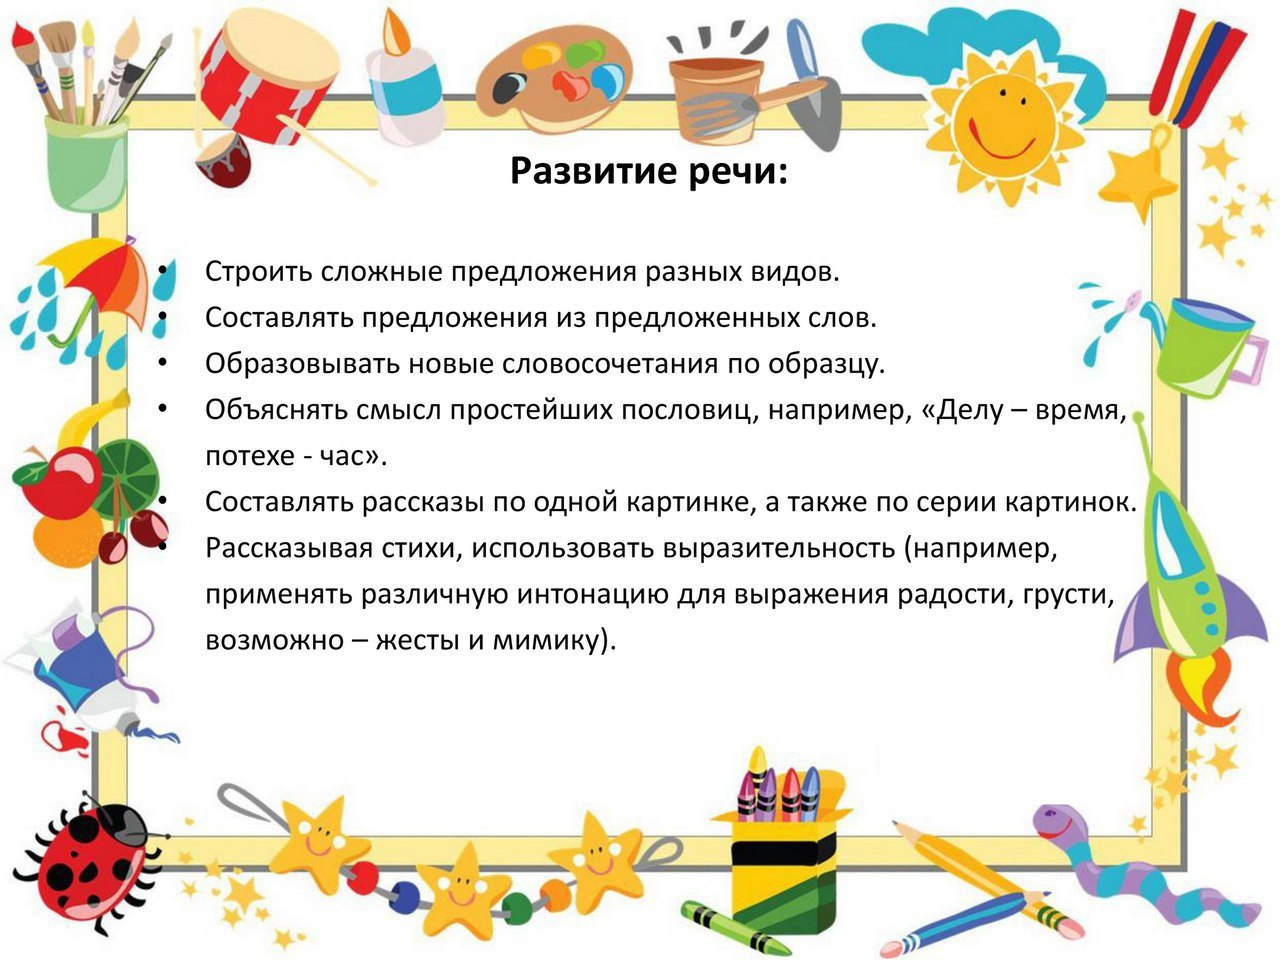 Развитие речи:
• Строить сложные предложения разных видов.
• Составлять предложения из предложенных слов.
• Образовывать новые словосочетания по образцу.
• Объяснять смысл простейших пословиц, например, «Делу – время,
потехе - час».
• Составлять рассказы по одной картинке, а также по серии картинок.
• Рассказывая стихи, использовать выразительность (например,
применять различную интонацию для выражения радости, грусти,
возможно – жесты и мимику).